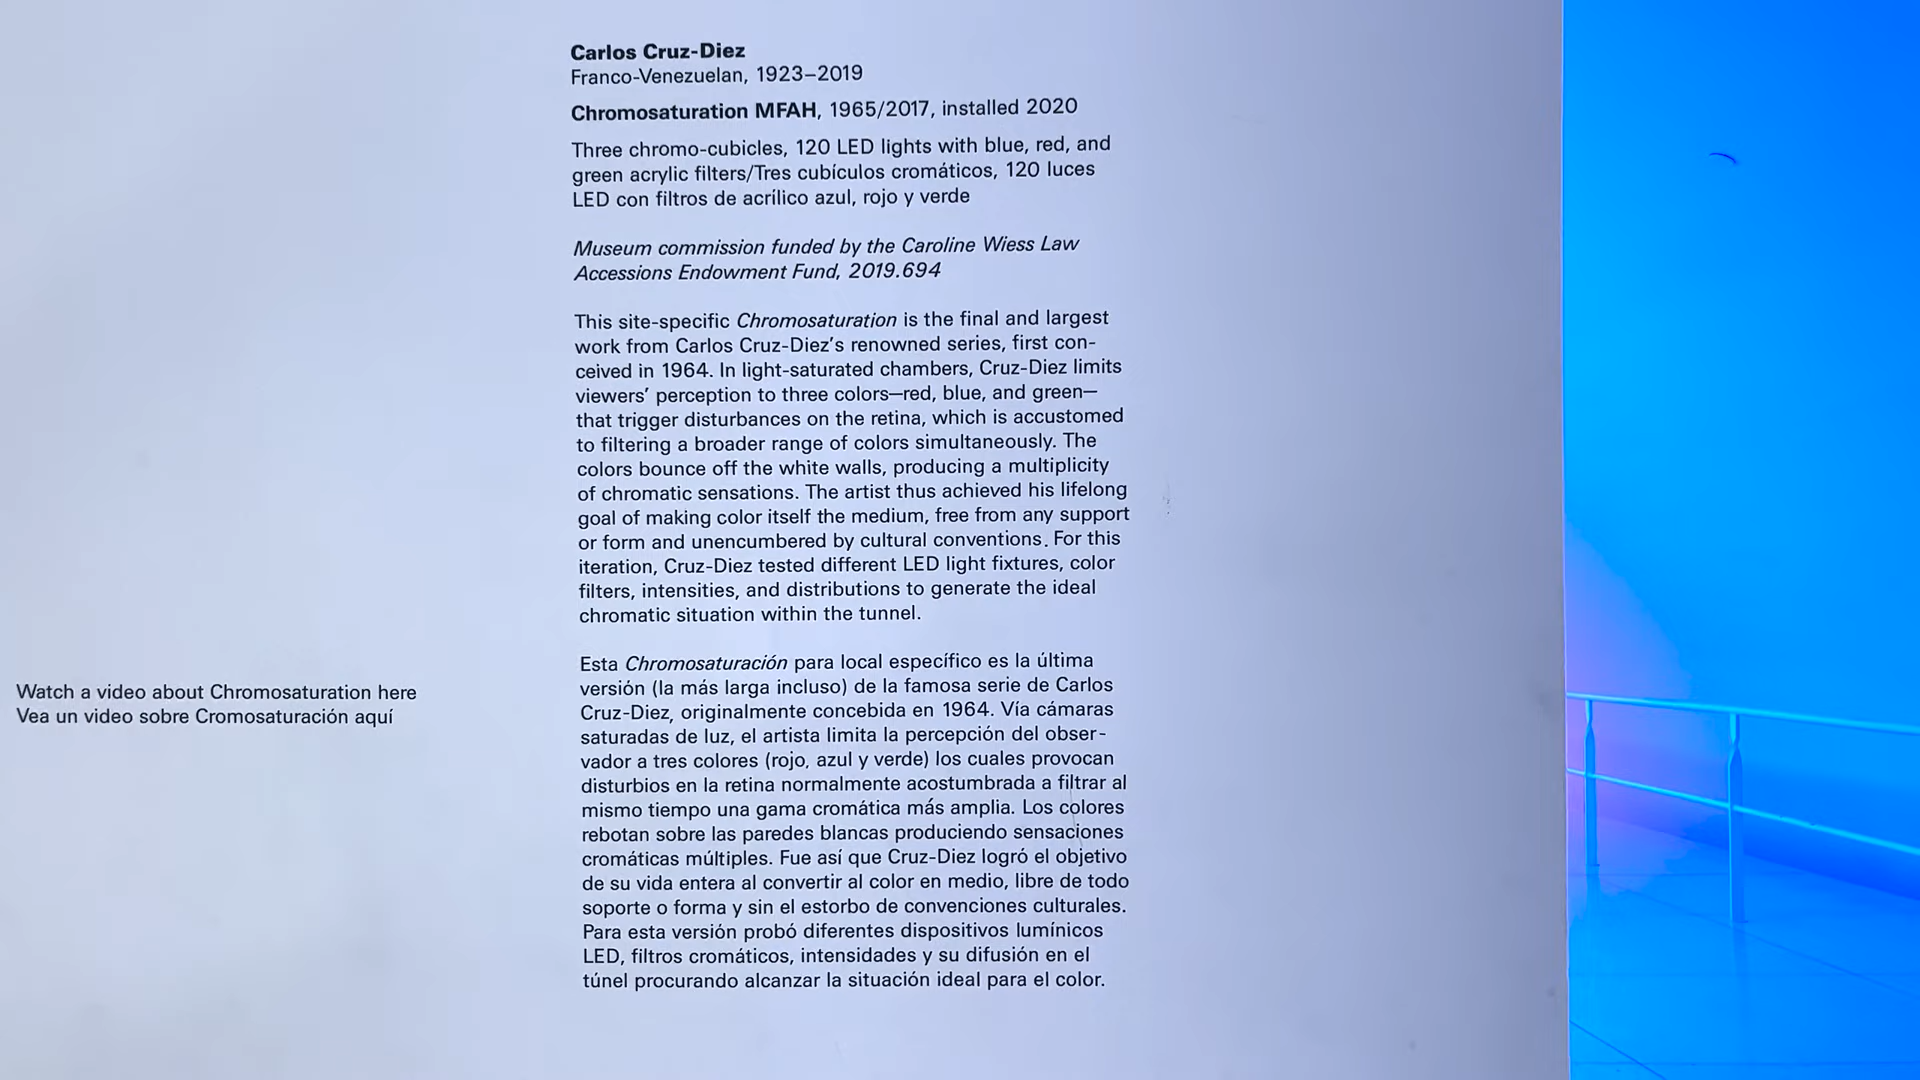 Carlos Cruz-Diez
Franco-Venezuelan, 1923–2019
Chromosaturation MFAH, 1965/2017, installed 2020
Three chromo-cubicles, 120 LED lights with blue, red, and
green acrylic filters/Tres cubículos cromáticos, 120 luces
LED con filtros de acrílico azul, rojo y verde
Museum commission funded by the Caroline Wiess Law
Accessions Endowment Fund, 2019.694
This site-specific Chromosaturation is the final and largest
work from Carlos Cruz-Diez's renowned series, first con-
ceived in 1964. In light-saturated chambers, Cruz-Diez limits
viewers' perception to three colors—red, blue, and green—
that trigger disturbances on the retina, which is accustomed
to filtering a broader range of colors simultaneously. The
colors bounce off the white walls, producing a multiplicity
of chromatic sensations. The artist thus achieved his lifelong
goal of making color itself the medium, free from any support
or form and unencumbered by cultural conventions. For this
iteration, Cruz-Diez tested different LED light fixtures, color
filters, intensities, and distributions to generate the ideal
chromatic situation within the tunnel.
Esta Chromosaturación para local específico es la última
versión (la más larga incluso) de la famosa serie de Carlos
Cruz-Diez, originalmente concebida en 1964. Vía cámaras
saturadas de luz, el artista limita la percepción del obser-
vador a tres colores (rojo, azul y verde) los cuales provocan
disturbios en la retina normalmente acostumbrada a filtrar al
mismo tiempo una gama cromática más amplia. Los colores
rebotan sobre las paredes blancas produciendo sensaciones
cromáticas múltiples. Fue así que Cruz-Diez logró el objetivo
de su vida entera al convertir al color en medio, libre de todo
soporte o forma y sin el estorbo de convenciones culturales.
Para esta versión probó diferentes dispositivos lumínicos
LED, filtros cromáticos, intensidades y su difusión en el
túnel procurando alcanzar la situación ideal para el color.
Watch a video about Chromosaturation here
Vea un video sobre Cromosaturación aquí